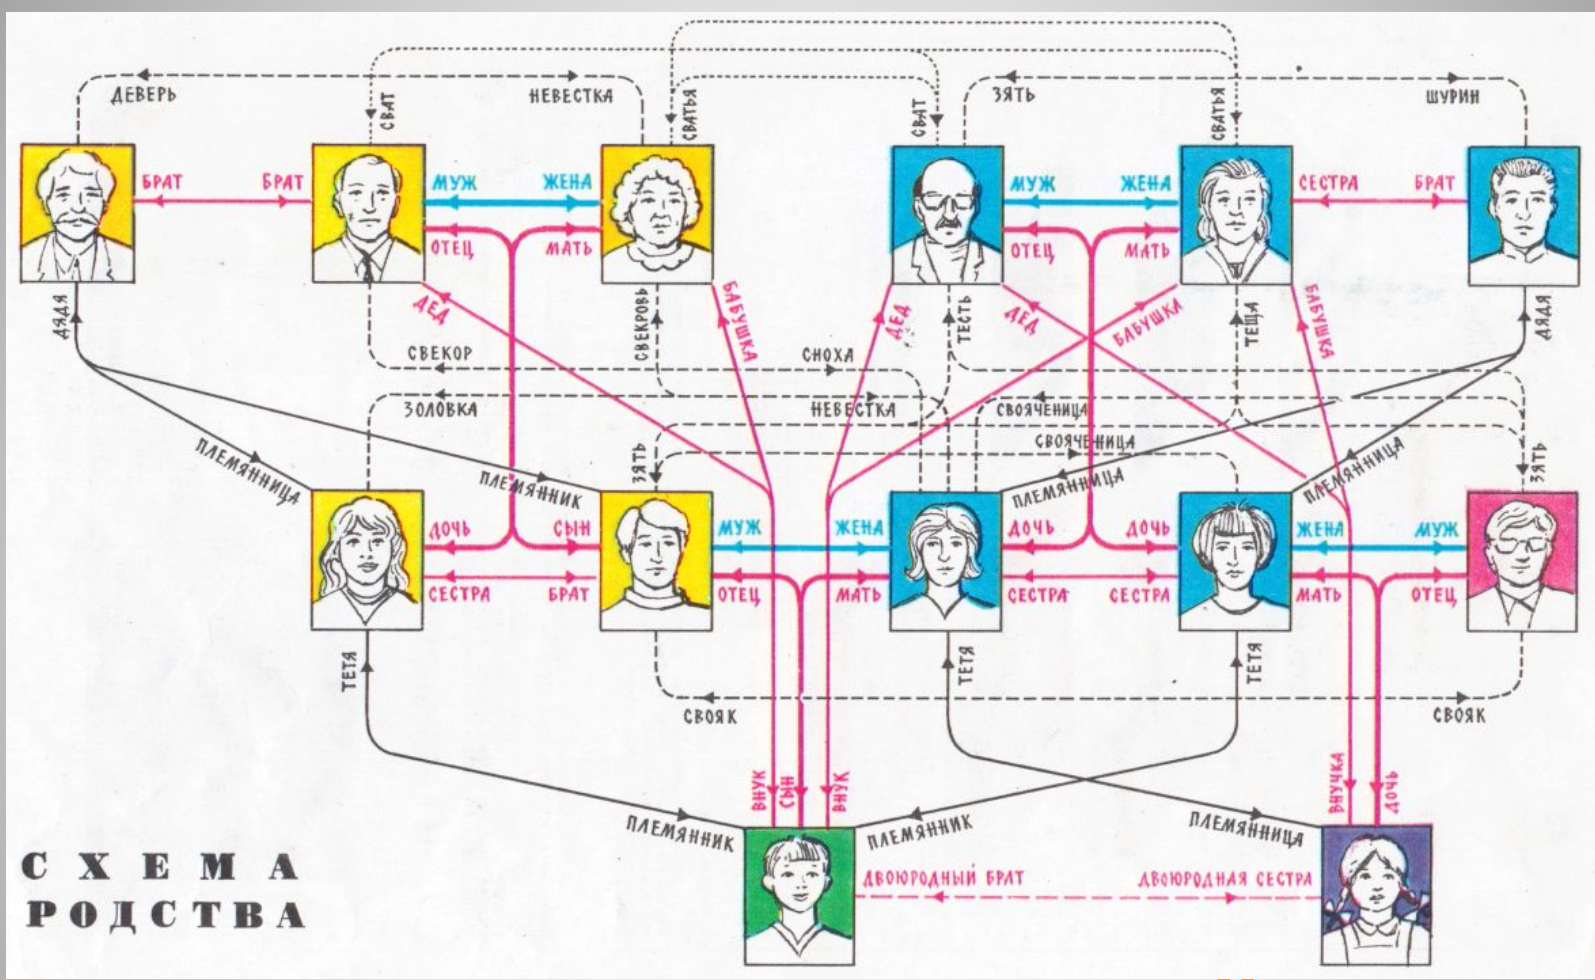 ДЕВЕРЬ
НЕВЕСТКА
СВАТ
СВАТЬЯ
СВАТ
ЗЯТЬ
СВАТЬЯ
ШУРИН
БРАТ
БРАТ
МУЖ
ЖЕНА
МУЖ
ЖЕНА
СЕСТРА
БРАТ
ОТЕЦ
МАТЬ
ОТЕЦ
МАТЬ
ДЯДЯ
ДЕД
СВЕКРОВЬ
БАБУШКА
ДЕД
ТЕСТЬ
ДЕД
БАБУШКА
ТЕЩА
БАБУШКА
ДЯДЯ
СВЕКОР
СНОХА
ЗОЛОВКА
НЕВЕСТКА
СВОЯЧЕНИЦА
СВОЯЧЕНИЦА
ПЛЕМЯННИЦА
ПЛЕМЯННИК
ЗЯТЬ
ПЛЕМЯННИЦА
ПЛЕМЯННИЦА
ЗЯТЬ
ДОЧЬ
СЫН
МУЖ
ЖЕНА
ДОЧЬ
ДОЧЬ
ЖЕНА
МУЖ
СЕСТРА
БРАТ
ОТЕЦ
МАТЬ
СЕСТРА
СЕСТРА
МАТЬ
ОТЕЦ
ТЕТЯ
ТЕТЯ
ТЕТЯ
СВОЯК
СВОЯК
ВНУК
СЫН
ВНУК
ВНУЧКА
ДОЧЬ
ПЛЕМЯННИК
ПЛЕМЯННИК
ПЛЕМЯННИЦА
ДВОЮРОДНЫЙ БРАТ
ДВОЮРОДНАЯ СЕСТРА
СХЕМА
РОДСТВА